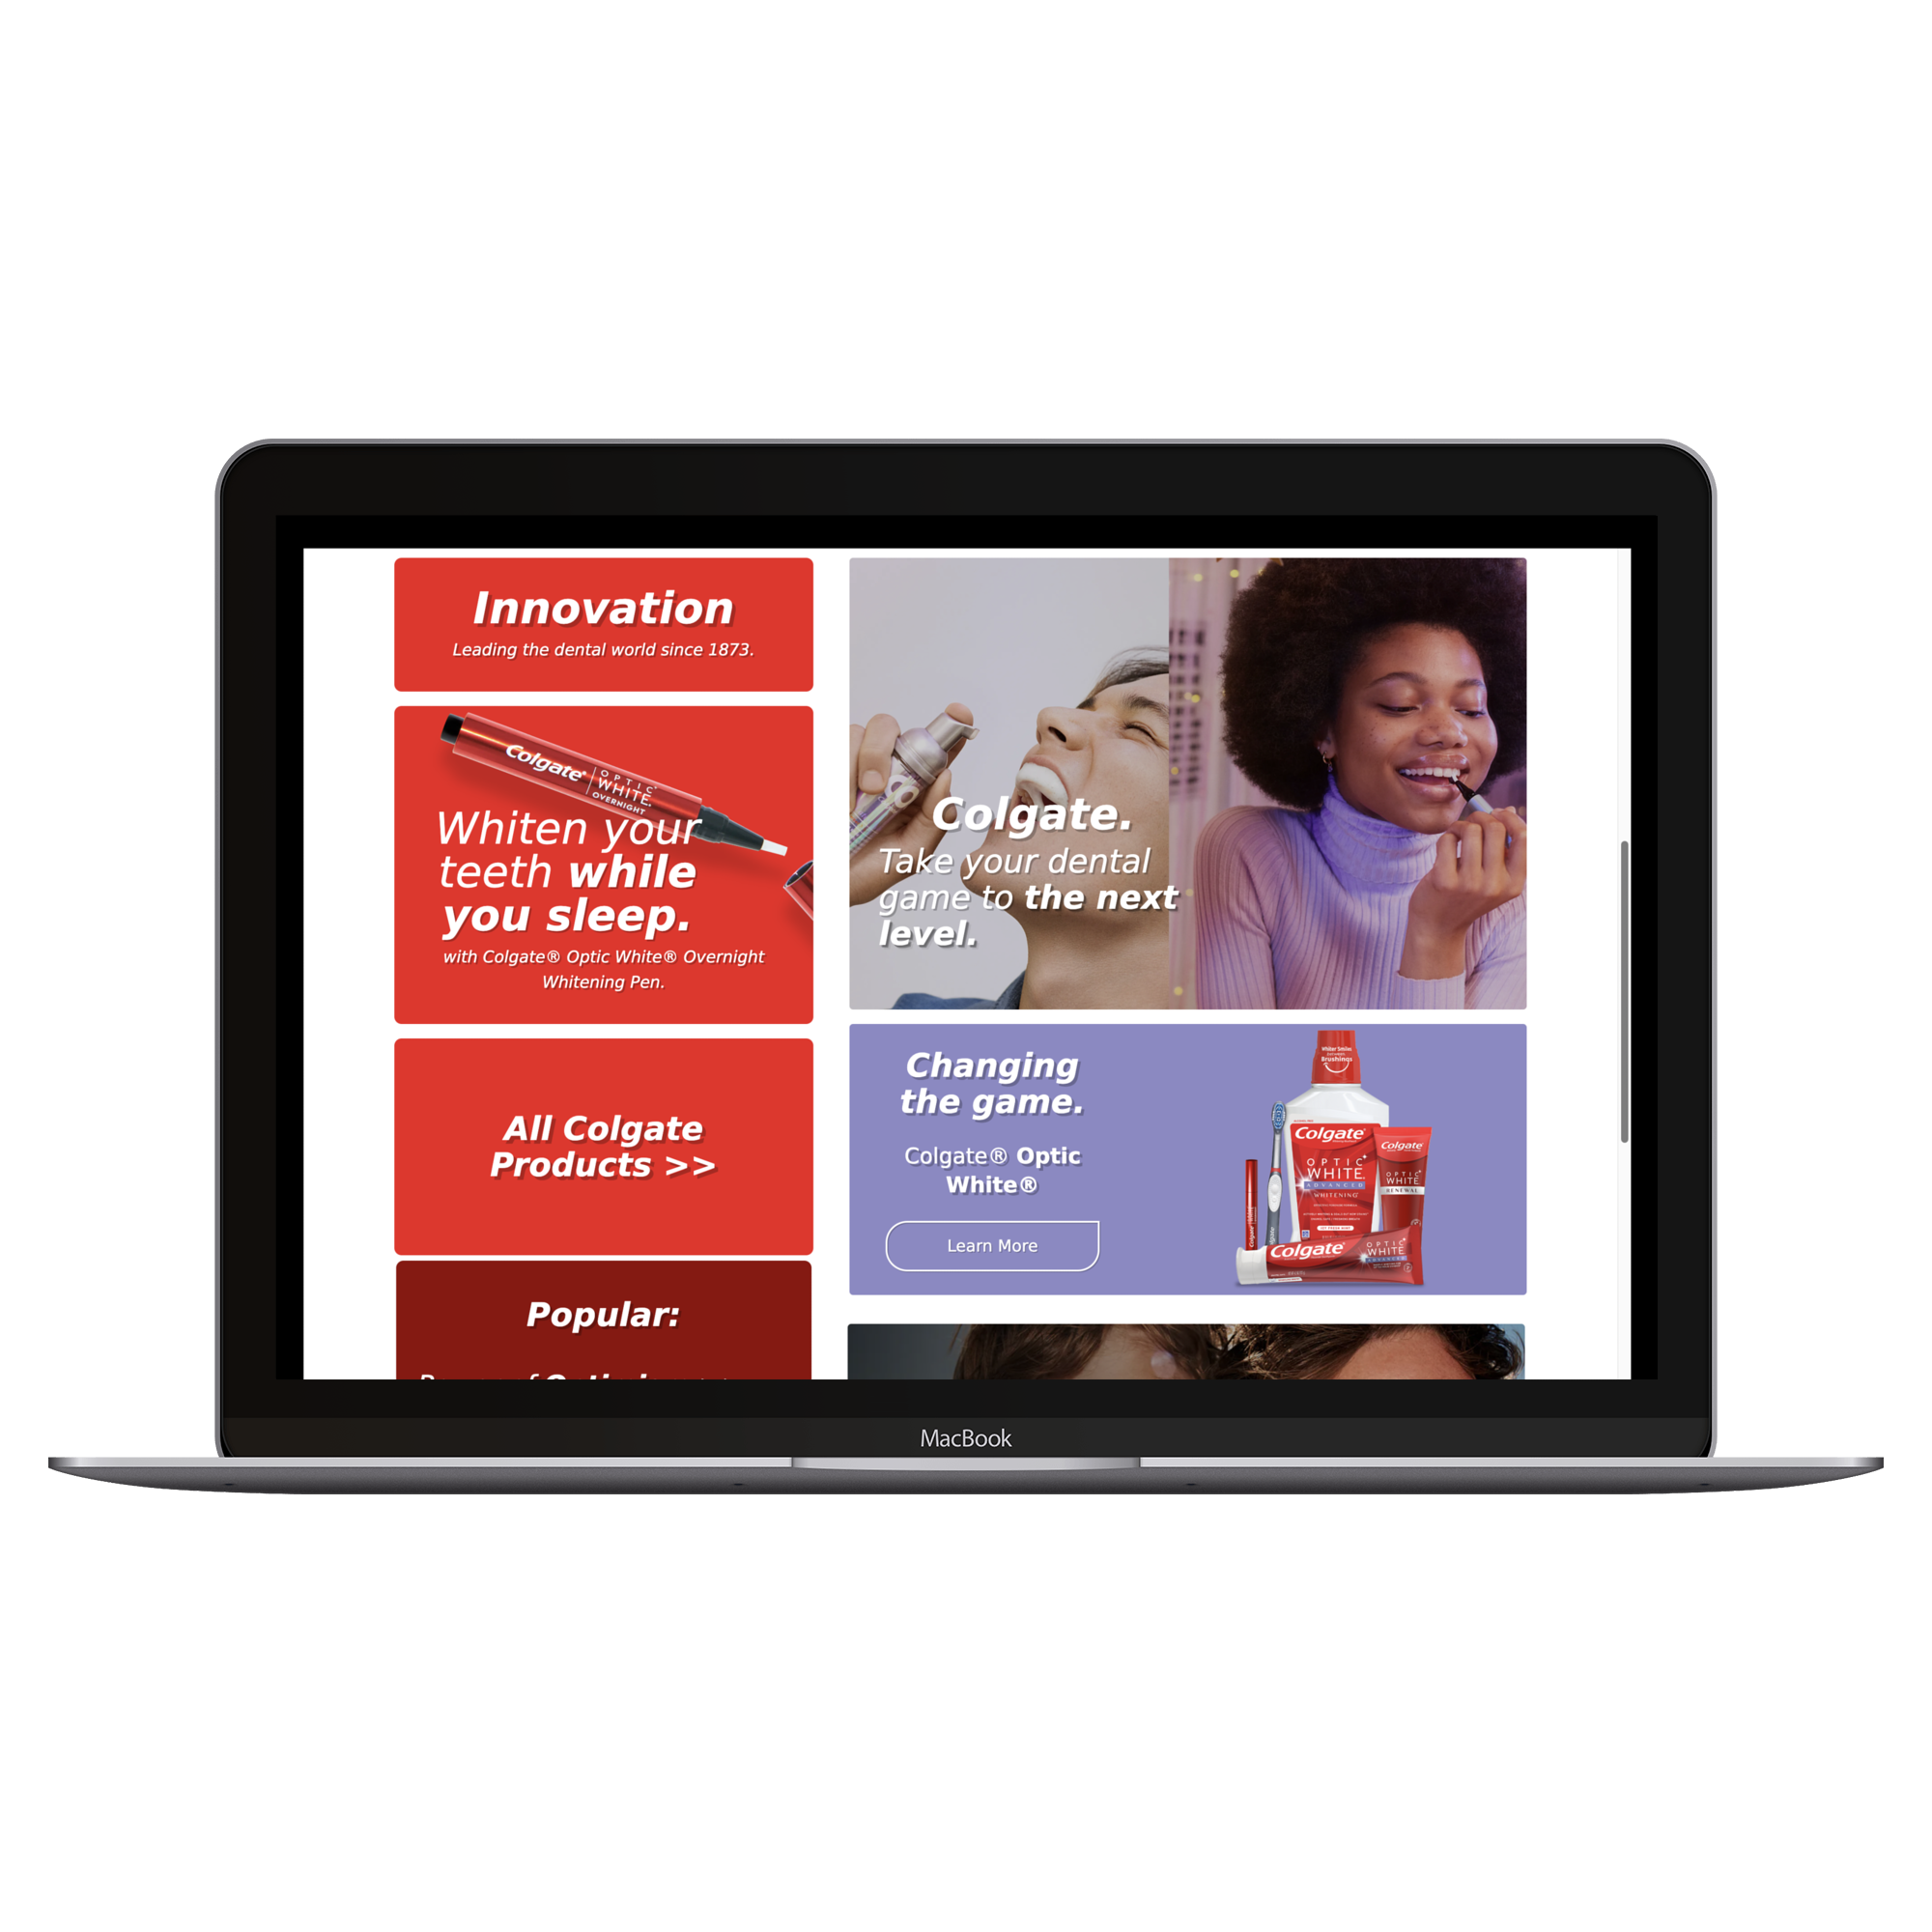 Innovation
Leading the dental world since 1873.
Colgate®
OPTIC
WHITE.
OVERNIGHT
Whiten your
teeth while
you sleep.
with Colgate® Optic White® Overnight
Whitening Pen.
All Colgate
Products >>
Popular:
Colgate.
Take your dental
game to the next
level.
Changing
the game.
Colgate® Optic
White®
Learn More
Whiter Smiles
Brushings
Colgate®
OPTIC
WHITE.
ADVANCED
WHITENING
Colgate®
OPTIC
WHITE
RENEWAL
Colgate®
OPTIC
WHITE
ADVANCED
MacBook